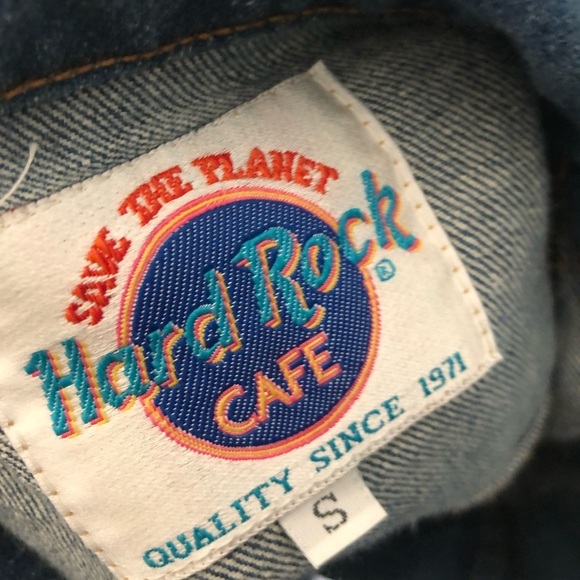 SAVE THE PLANET
Hard Rock
®
CAFE
QUALITY SINCE 1971
S